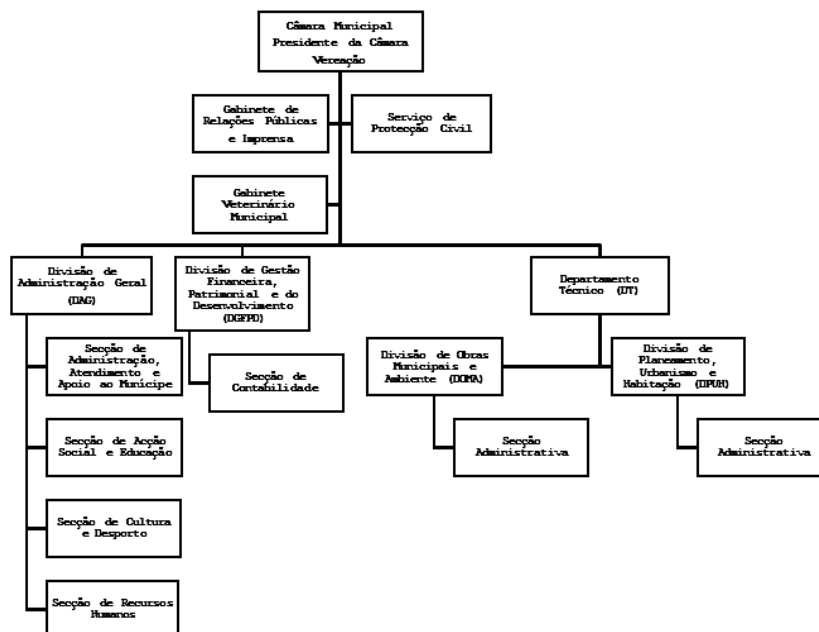 Câmara Municipal
Presidente da Câmara
Vereação
Gabinete de
Relações Públicas
e Imprensa
Serviço de
Protecção Civil
Gabinete
Veterinário
Municipal
Divisão de
Administração Geral
(DAG)
Divisão de Gestão
Financeira,
Patrimonial e do
Desenvolvimento
(DGFPD)
Departamento
Técnico (DT)
Secção de
Administração,
Atendimento e
Apoio ao Munícipe
Secção de
Contabilidade
Divisão de Obras
Municipais e
Ambiente (DOMA)
Divisão de
Planeamento,
Urbanismo e
Habitação (DPUH)
Secção de Acção
Social e Educação
Secção
Administrativa
Secção
Administrativa
Secção de Cultura
e Desporto
Secção de Recursos
Humanos